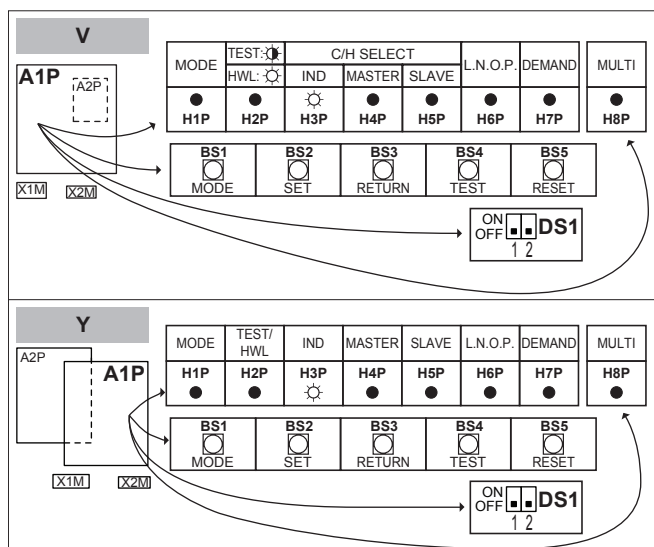 V
A1P
A2P
X1M X2M
MODE TEST: C/H SELECT L.N.O.P. DEMAND MULTI
HWL: IND MASTER SLAVE
H1P H2P H3P H4P H5P H6P H7P H8P
BS1 BS2 BS3 BS4 BS5
MODE SET RETURN TEST RESET
ON
OFF DS1
1 2
Y
A2P
A1P
X1M X2M
MODE TEST/ IND MASTER SLAVE L.N.O.P. DEMAND MULTI
HWL
H1P H2P H3P H4P H5P H6P H7P H8P
BS1 BS2 BS3 BS4 BS5
MODE SET RETURN TEST RESET
ON
OFF DS1
1 2